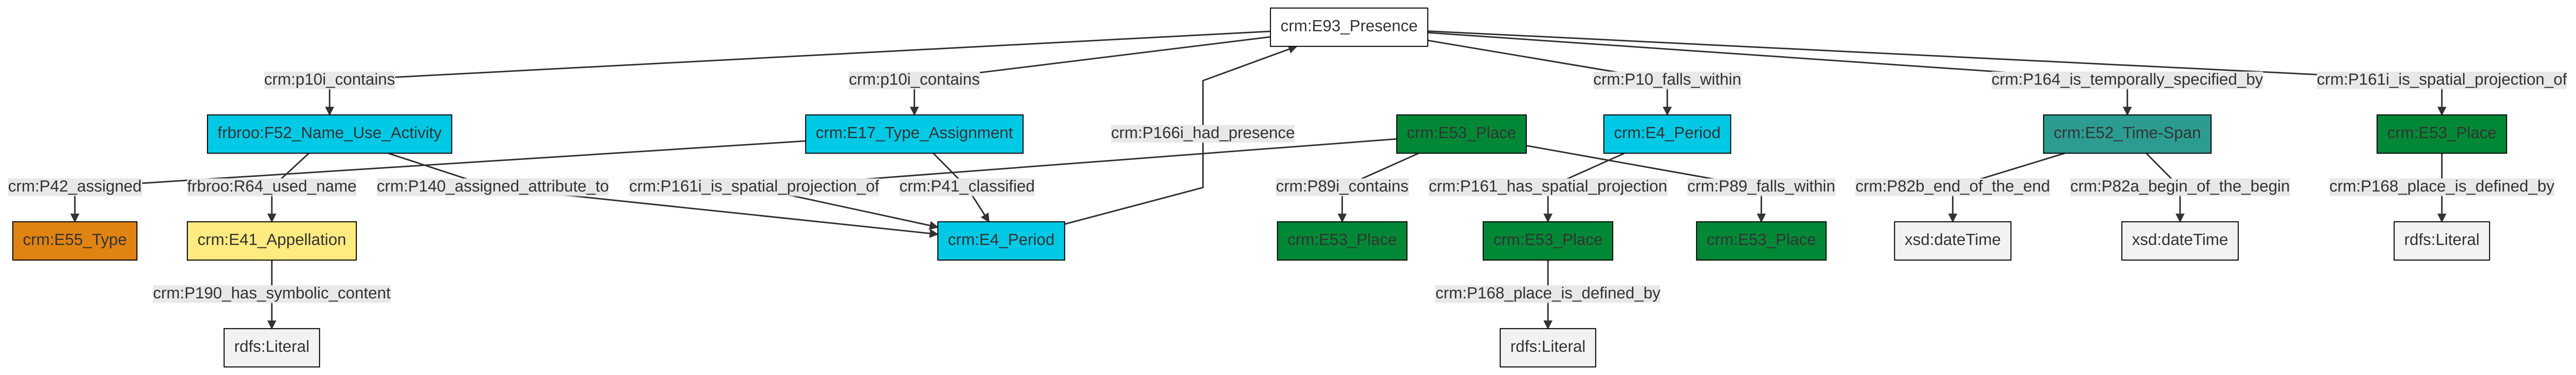 crm:E93_Presence
crm:p10i_contains
crm:p10i_contains
crm:P10_falls_within
crm:P164_is_temporally_specified_by
crm:P161i_is_spatial_projection_of
frbroo:F52_Name_Use_Activity
crm:E17_Type_Assignment
crm:P166i_had_presence
crm:E53_Place
crm:E4_Period
crm:E52_Time-Span
crm:E53_Place
crm:P42_assigned
frbroo:R64_used_name
crm:P140_assigned_attribute_to
crm:P161i_is_spatial_projection_of
crm:P41_classified
crm:P89i_contains
crm:P161_has_spatial_projection
crm:P89_falls_within
crm:P82b_end_of_the_end
crm:P82a_begin_of_the_begin
crm:P168_place_is_defined_by
crm:E55_Type
crm:E41_Appellation
crm:E4_Period
crm:E53_Place
crm:E53_Place
crm:E53_Place
xsd:dateTime
xsd:dateTime
rdfs:Literal
crm:P190_has_symbolic_content
crm:P168_place_is_defined_by
rdfs:Literal
rdfs:Literal